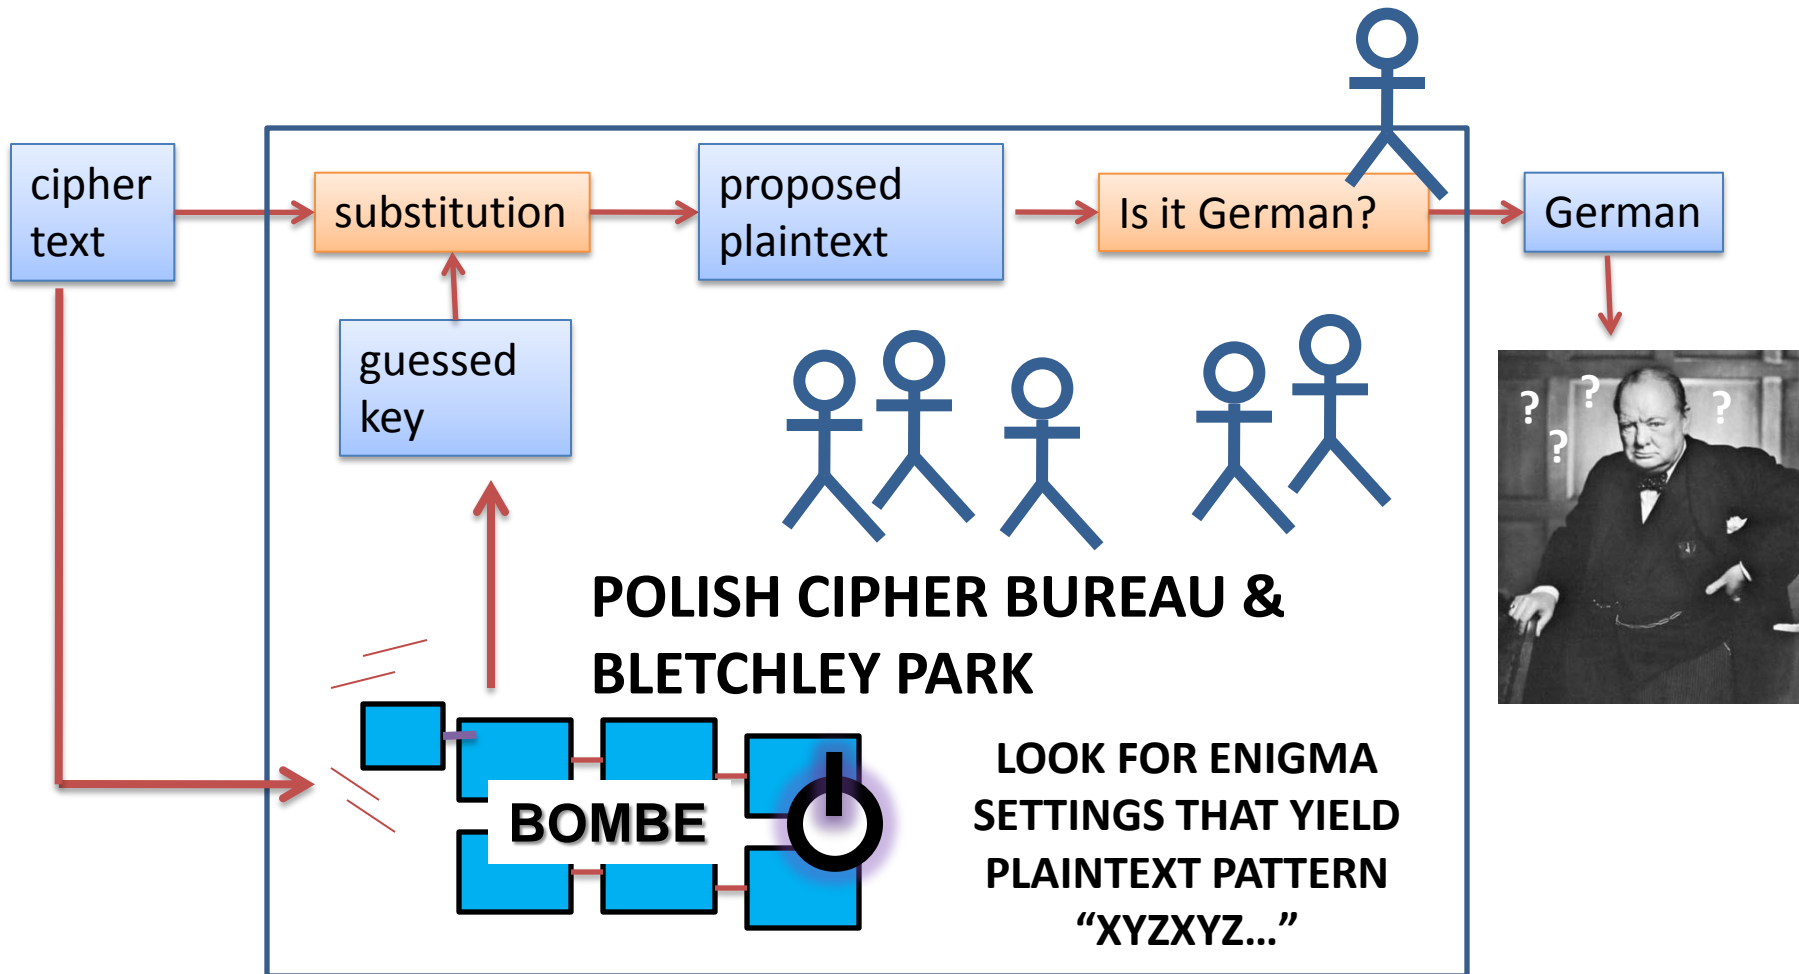 cipher
text
substitution
proposed
plaintext
Is it German?
German
guessed
key
? ? ?
?
POLISH CIPHER BUREAU &
BLETCHLEY PARK
BOMBE
LOOK FOR ENIGMA
SETTINGS THAT YIELD
PLAINTEXT PATTERN
“XYZXYZ…”